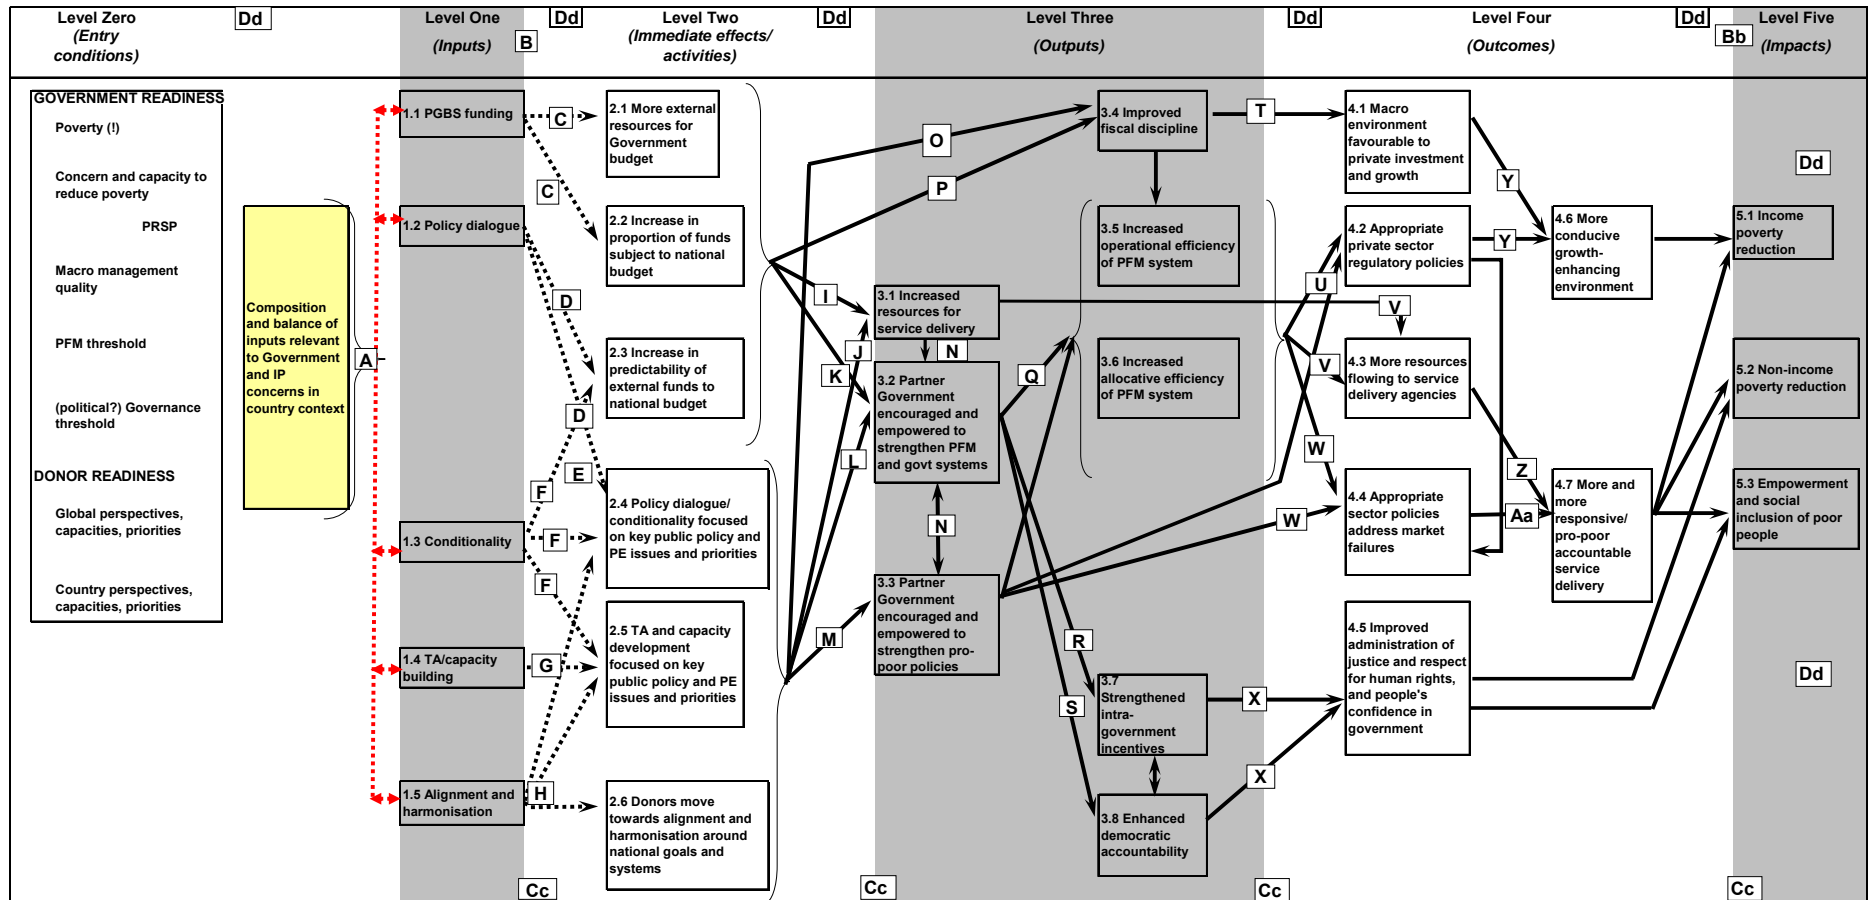 Level Zero
(Entry
conditions)
Dd
Level One
(Inputs)
B
Dd
Level Two
(Immediate effects/
activities)
Dd
Level Three
(Outputs)
Dd
Level Four
(Outcomes)
Dd
Bb
Level Five
(Impacts)
GOVERNMENT READINESS
Poverty (!)
Concern and capacity to
reduce poverty
PRSP
Macro management
quality
PFM threshold
(political?) Governance
threshold
DONOR READINESS
Global perspectives,
capacities, priorities
Country perspectives,
capacities, priorities
Composition
and balance of
inputs relevant
to Government
and IP
concerns in
country context
A
1.1 PGBS funding
1.2 Policy dialogue
1.3 Conditionality
1.4 TA/capacity
building
1.5 Alignment and
harmonisation
C
C
D
D
E
F
F
F
G
H
Cc
2.1 More external
resources for
Government
budget
2.2 Increase in
proportion of funds
subject to national
budget
2.3 Increase in
predictability of
external funds to
national budget
2.4 Policy dialogue/
conditionality focused
on key public policy and
PE issues and priorities
2.5 TA and capacity
development
focused on key
public policy and PE
issues and priorities
2.6 Donors move
towards alignment and
harmonisation around
national goals and
systems
O
P
I
J
K
L
M
Cc
3.1 Increased
resources for
service delivery
N
3.2 Partner
Government
encouraged and
empowered to
strengthen PFM
and govt systems
N
3.3 Partner
Government
encouraged and
empowered to
strengthen pro-
poor policies
Q
R
S
3.4 Improved
fiscal discipline
3.5 Increased
operational efficiency
of PFM system
3.6 Increased
allocative efficiency
of PFM system
3.7
Strengthened
intra-
government
incentives
3.8 Enhanced
democratic
accountability
T
U
V
V
W
W
X
X
Cc
4.1 Macro
environment
favourable to
private investment
and growth
4.2 Appropriate
private sector
regulatory policies
4.3 More resources
flowing to service
delivery agencies
4.4 Appropriate
sector policies
address market
failures
4.5 Improved
administration of
justice and respect
for human rights,
and people's
confidence in
government
Y
Y
Z
Aa
4.6 More
conducive
growth-
enhancing
environment
4.7 More and
more
responsive/
pro-poor
accountable
service
delivery
Dd
5.1 Income
poverty
reduction
5.2 Non-income
poverty reduction
5.3 Empowerment
and social
inclusion of poor
people
Dd
Cc